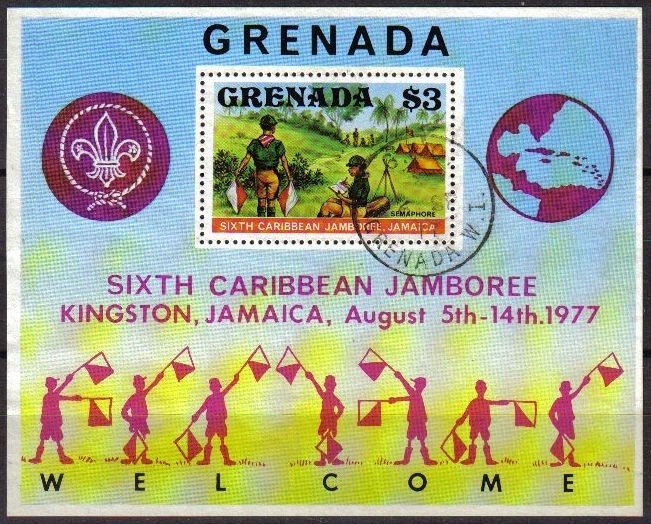 GRENADA
GRENADA $3
SEMAPHORE
SIXTH CARIBBEAN JAMBOREE, JAMAICA
GRENADA W.I.
SIXTH CARIBBEAN JAMBOREE
KINGSTON, JAMAICA, August 5th-14th.1977
W E L C O M E